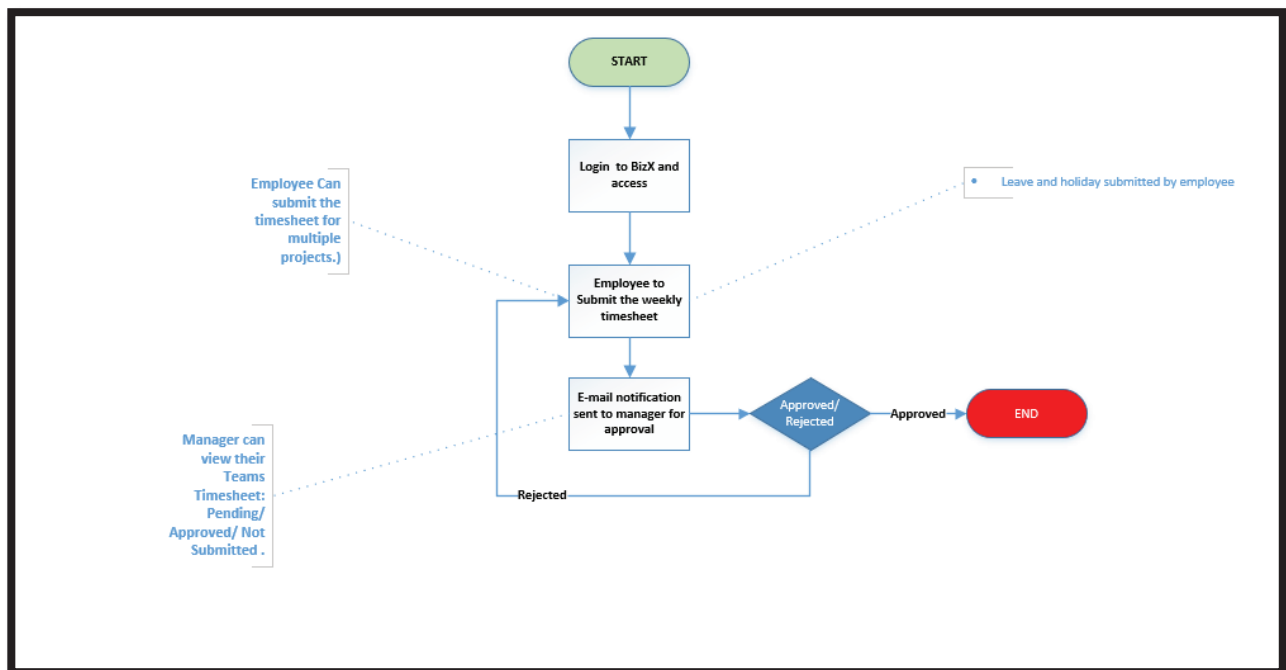 START
Login  to BizX and
access
Employee Can
submit the
timesheet for
multiple
projects.)
• Leave and holiday submitted by employee
Employee to
Submit the weekly
timesheet
E-mail notification
sent to manager for
approval
Approved/
Rejected
Approved
END
Manager can
view their
Teams
Timesheet:
Pending/
Approved/ Not
Submitted .
Rejected